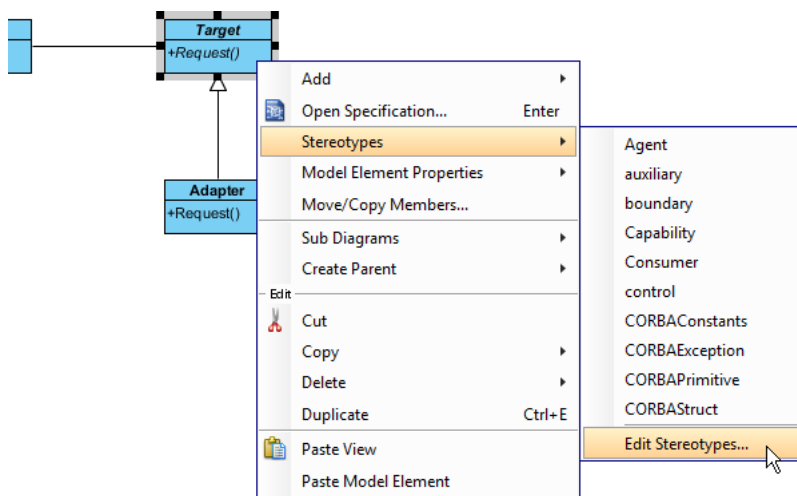 Target
+Request()
Adapter
+Request()
Add
Open Specification... Enter
Stereotypes
Model Element Properties
Move/Copy Members...
Sub Diagrams
Create Parent
Edit
Cut
Copy
Delete
Duplicate Ctrl+E
Paste View
Paste Model Element
Agent
auxiliary
boundary
Capability
Consumer
control
CORBAConstants
CORBAException
CORBAPrimitive
CORBAStruct
Edit Stereotypes...